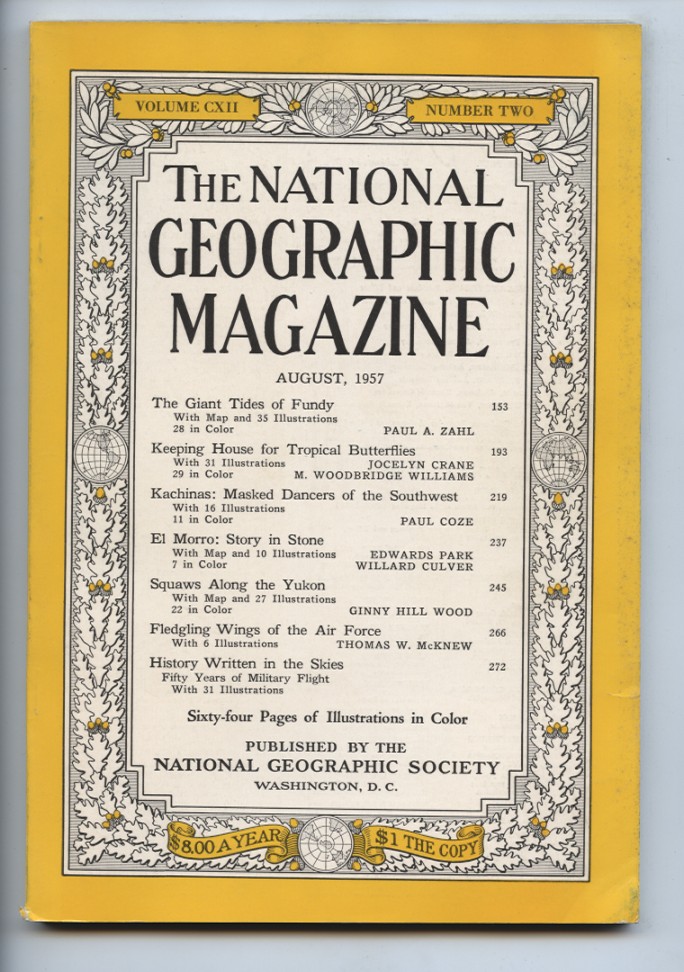 VOLUME CXII
NUMBER TWO
THE NATIONAL
GEOGRAPHIC
MAGAZINE
AUGUST, 1957
The Giant Tides of Fundy 153
With Map and 35 Illustrations
28 in Color PAUL A. ZAHL
Keeping House for Tropical Butterflies 193
With 31 Illustrations JOCELYN CRANE
29 in Color M. WOODBRIDGE WILLIAMS
Kachinas: Masked Dancers of the Southwest 219
With 16 Illustrations
11 in Color PAUL COZE
El Morro: Story in Stone 237
With Map and 10 Illustrations EDWARDS PARK
7 in Color WILLARD CULVER
Squaws Along the Yukon 245
With Map and 27 Illustrations
22 in Color GINNY HILL WOOD
Fledgling Wings of the Air Force 266
With 6 Illustrations THOMAS W. McKNEW
History Written in the Skies 272
Fifty Years of Military Flight
With 31 Illustrations
Sixty-four Pages of Illustrations in Color
PUBLISHED BY THE
NATIONAL GEOGRAPHIC SOCIETY
WASHINGTON, D. C.
$8.00 A YEAR
$1 THE COPY